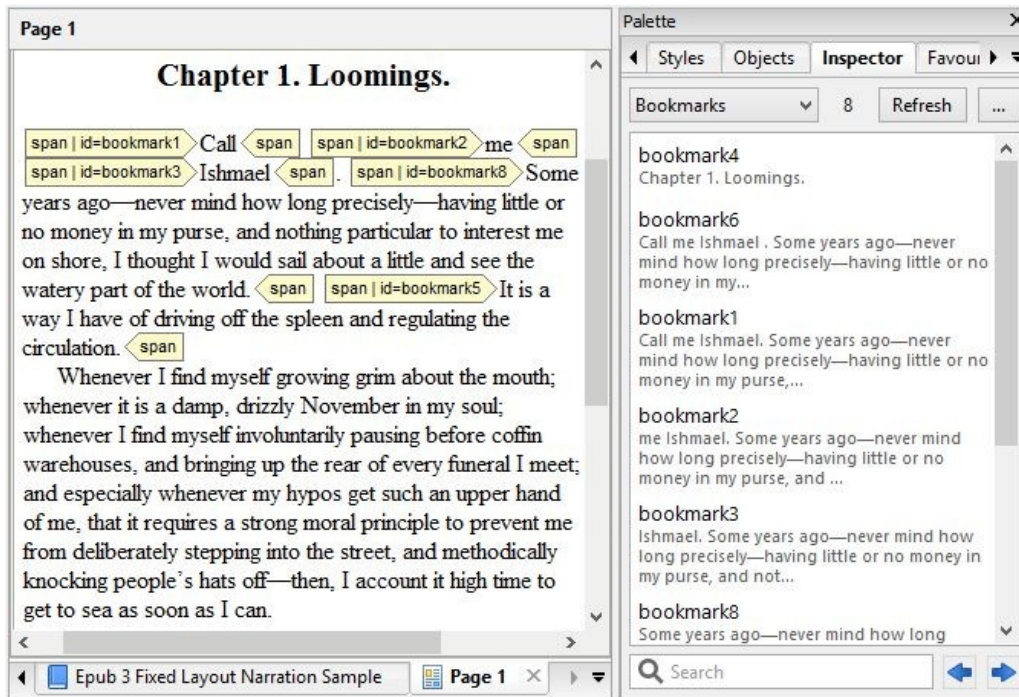 Page 1
Chapter 1. Loomings.
span | id=bookmark1 Call span span | id=bookmark2 me span
span | id=bookmark3 Ishmael span . span | id=bookmark8 Some
years ago—never mind how long precisely—having little or
no money in my purse, and nothing particular to interest me
on shore, I thought I would sail about a little and see the
watery part of the world. span span | id=bookmark5 It is a
way I have of driving off the spleen and regulating the
circulation. span
Whenever I find myself growing grim about the mouth;
whenever it is a damp, drizzly November in my soul;
whenever I find myself involuntarily pausing before coffin
warehouses, and bringing up the rear of every funeral I meet;
and especially whenever my hypos get such an upper hand
of me, that it requires a strong moral principle to prevent me
from deliberately stepping into the street, and methodically
knocking people’s hats off—then, I account it high time to
get to sea as soon as I can.
Epub 3 Fixed Layout Narration Sample Page 1
Palette
Styles Objects Inspector Favou
Bookmarks 8 Refresh ...
bookmark4
Chapter 1. Loomings.
bookmark6
Call me Ishmael . Some years ago—never
mind how long precisely—having little or no
money in my...
bookmark1
Call me Ishmael. Some years ago—never
mind how long precisely—having little or no
money in my purse,...
bookmark2
me Ishmael. Some years ago—never mind
how long precisely—having little or no
money in my purse, and ...
bookmark3
Ishmael. Some years ago—never mind how
long precisely—having little or no money in
my purse, and not...
bookmark8
Some years ago—never mind how long
Search